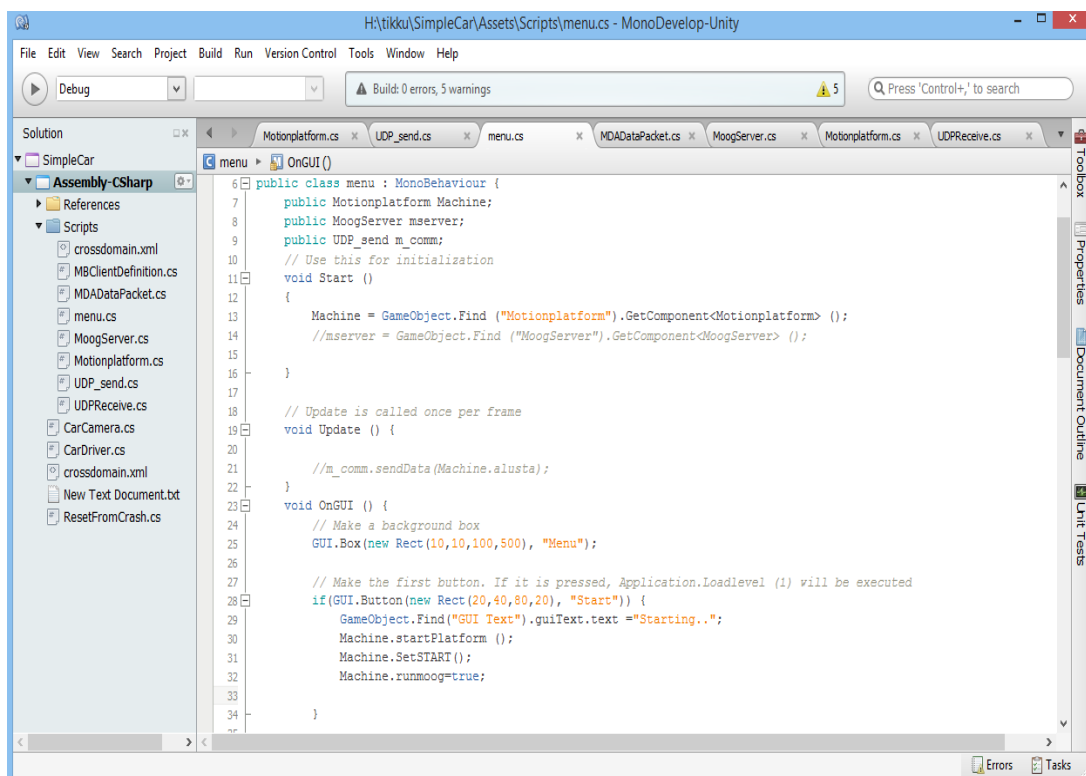 H:\tikku\SimpleCar\Assets\Scripts\menu.cs - MonoDevelop-Unity
File Edit View Search Project Build Run Version Control Tools Window Help
Debug
Build: 0 errors, 5 warnings
5
Press 'Control+,' to search
Solution
Motionplatform.cs
UDP_send.cs
menu.cs
MDADataPacket.cs
MoogServer.cs
Motionplatform.cs
UDPReceive.cs
SimpleCar
Assembly-CSharp
References
Scripts
crossdomain.xml
MBClientDefinition.cs
MDADataPacket.cs
menu.cs
MoogServer.cs
Motionplatform.cs
UDP_send.cs
UDPReceive.cs
CarCamera.cs
CarDriver.cs
crossdomain.xml
New Text Document.txt
ResetFromCrash.cs
menu OnGUI ()
6 public class menu : MonoBehaviour {
7 public Motionplatform Machine;
8 public MoogServer mserver;
9 public UDP_send m_comm;
10 // Use this for initialization
11 void Start ()
12 {
13 Machine = GameObject.Find ("Motionplatform").GetComponent<Motionplatform> ();
14 //mserver = GameObject.Find ("MoogServer").GetComponent<MoogServer> ();
15
16 }
17
18 // Update is called once per frame
19 void Update () {
20
21 //m_comm.sendData(Machine.alusta);
22 }
23 void OnGUI () {
24 // Make a background box
25 GUI.Box(new Rect(10,10,100,500), "Menu");
26
27 // Make the first button. If it is pressed, Application.Loadlevel (1) will be executed
28 if(GUI.Button(new Rect(20,40,80,20), "Start")) {
29 GameObject.Find("GUI Text").guiText.text ="Starting..";
30 Machine.startPlatform ();
31 Machine.SetSTART();
32 Machine.runmoog=true;
33
34 }
Toolbox
Properties
Document Outline
Unit Tests
Errors
Tasks